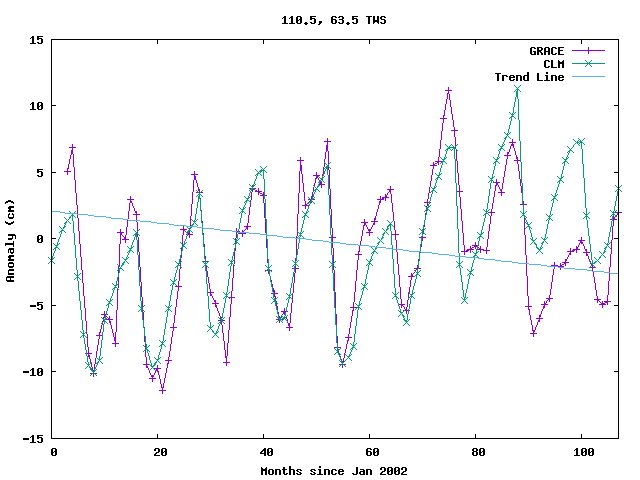 110.5, 63.5 TWS
GRACE
CLM
Trend Line
15
10
5
0
-5
-10
-15
Anomaly (cm)
0 20 40 60 80 100
Months since Jan 2002